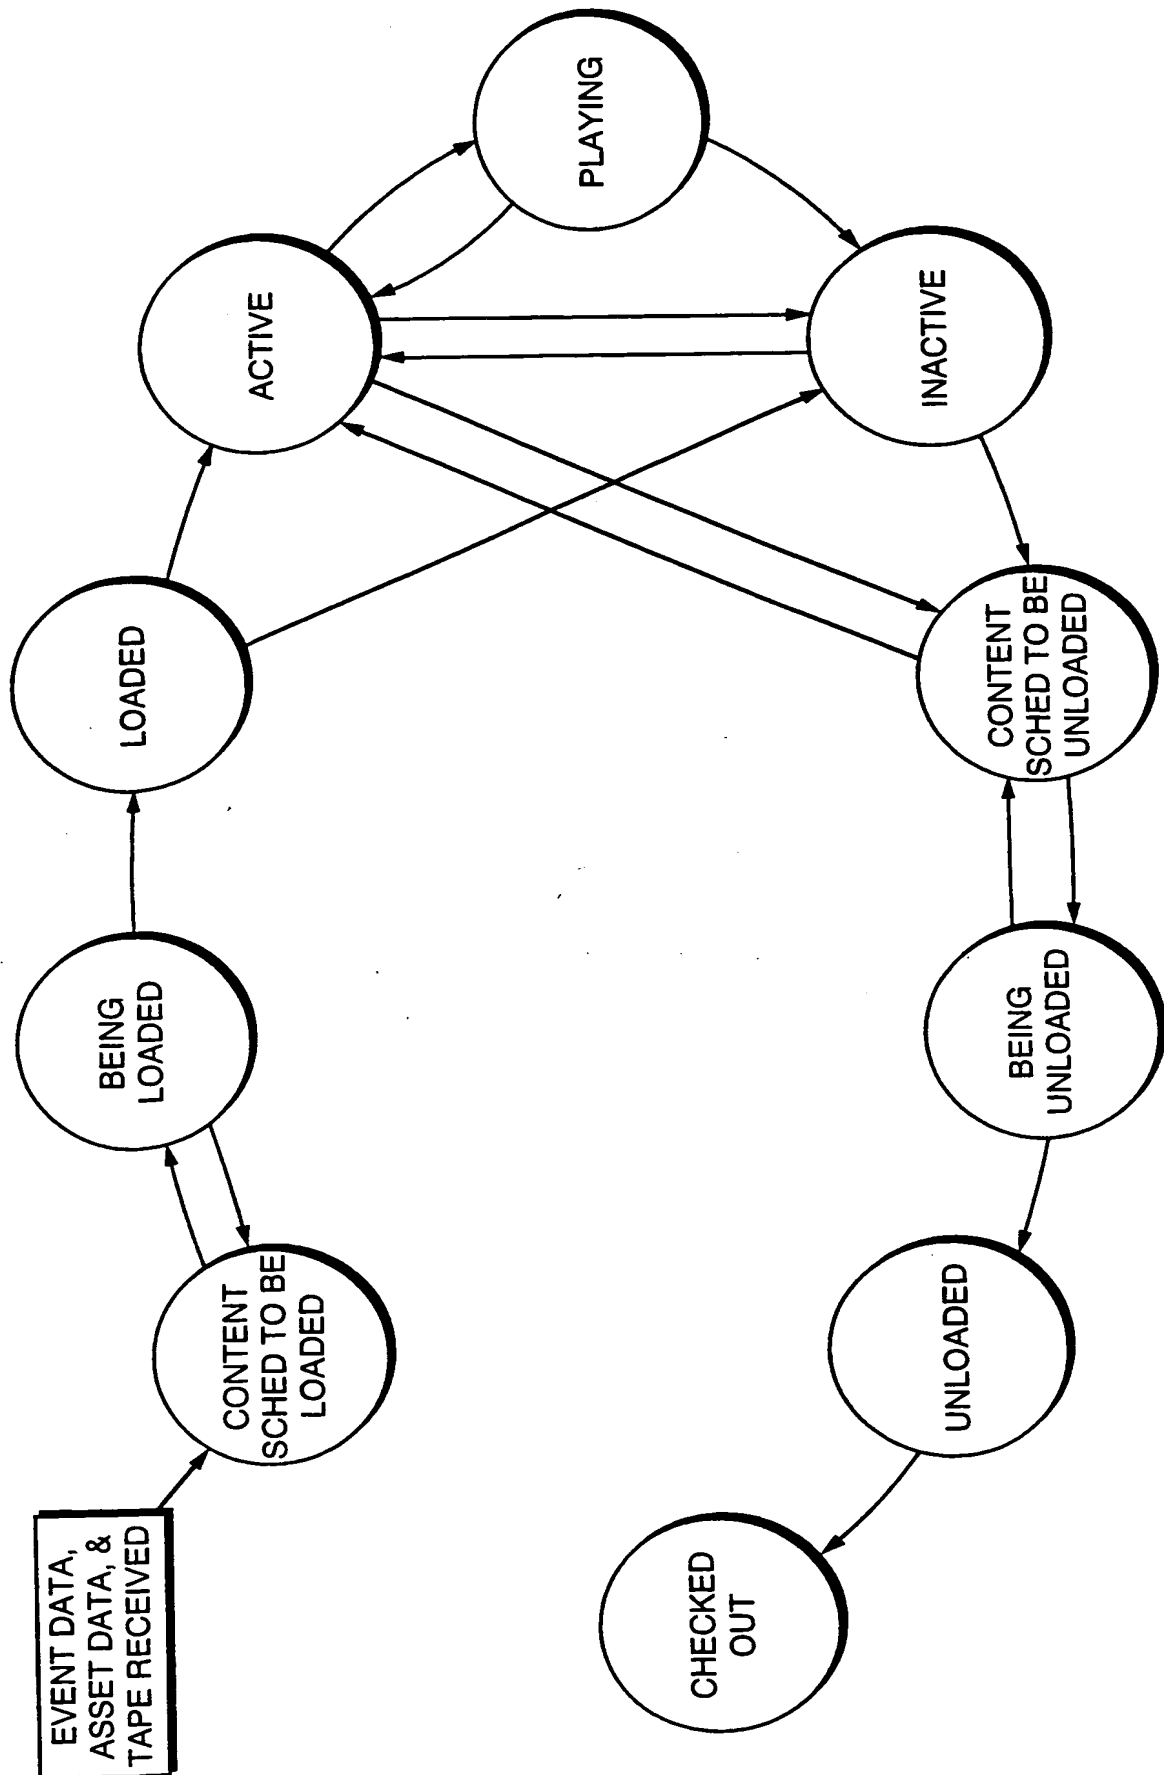 EVENT DATA,
ASSET DATA, &
TAPE RECEIVED
CONTENT
SCHED TO BE
LOADED
BEING
LOADED
LOADED
ACTIVE
PLAYING
INACTIVE
CONTENT
SCHED TO BE
UNLOADED
BEING
UNLOADED
UNLOADED
CHECKED
OUT